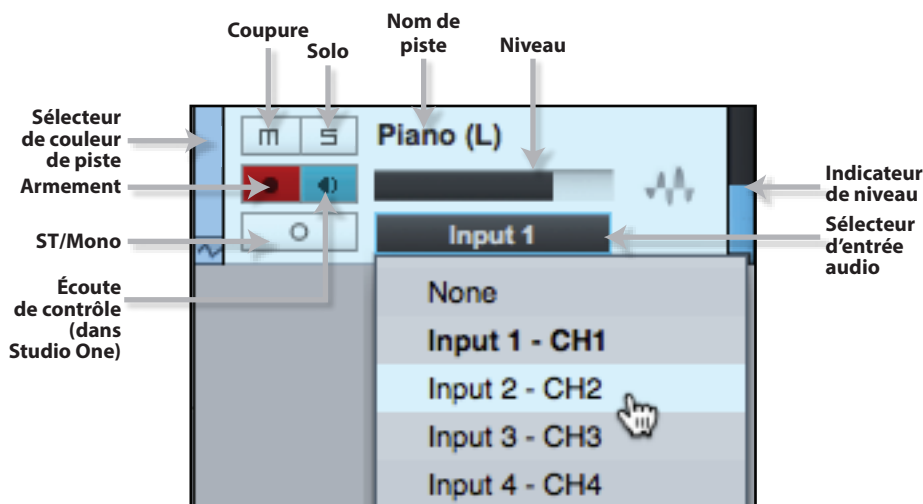 Coupure
Solo
Nom de
piste
Niveau
Sélecteur
de couleur
de piste
Armement
ST/Mono
Écoute
de contrôle
(dans
Studio One)
M S Piano (L)
Input 1
None
Input 1 - CH1
Input 2 - CH2
Input 3 - CH3
Input 4 - CH4
Indicateur
de niveau
Sélecteur
d'entrée
audio